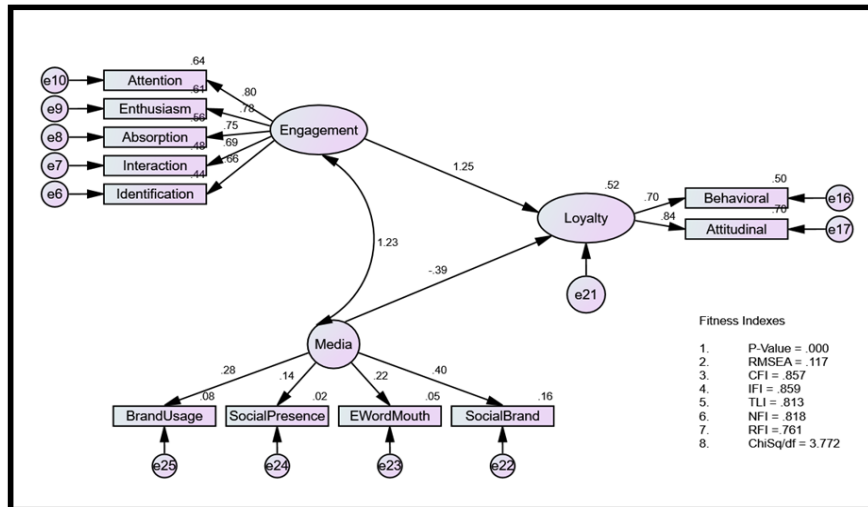 .64
e10
Attention
.80
.61
e9
Enthusiasm
.78
.56
e8
Absorption
.75
.48
e7
Interaction
.69
.44
e6
Identification
.66
Engagement
1.25
.52
Loyalty
.70
.50
Behavioral
e16
.84
.70
Attitudinal
e17
1.23
-.39
e21
Media
.28
.14
.22
.40
.08
.02
.05
.16
BrandUsage
SocialPresence
EWordMouth
SocialBrand
e25
e24
e23
e22
Fitness Indexes
1. P-Value = .000
2. RMSEA = .117
3. CFI = .857
4. IFI = .859
5. TLI = .813
6. NFI = .818
7. RFI =.761
8. ChiSq/df = 3.772